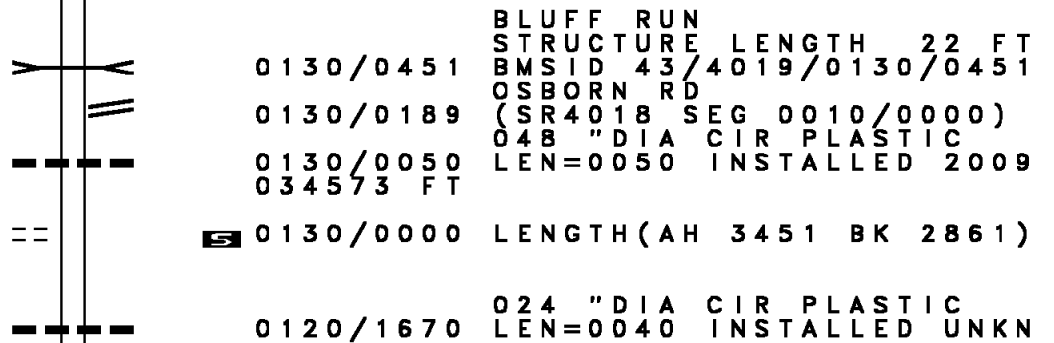 BLUFF RUN
STRUCTURE LENGTH 22 FT
0130/0451 BMSID 43/4019/0130/0451
OSBORN RD
0130/0189 (SR4018 SEG 0010/0000)
048 "DIA CIR PLASTIC
0130/0050 LEN=0050 INSTALLED 2009
034573 FT
S 0130/0000 LENGTH(AH 3451 BK 2861)
024 "DIA CIR PLASTIC
0120/1670 LEN=0040 INSTALLED UNKN